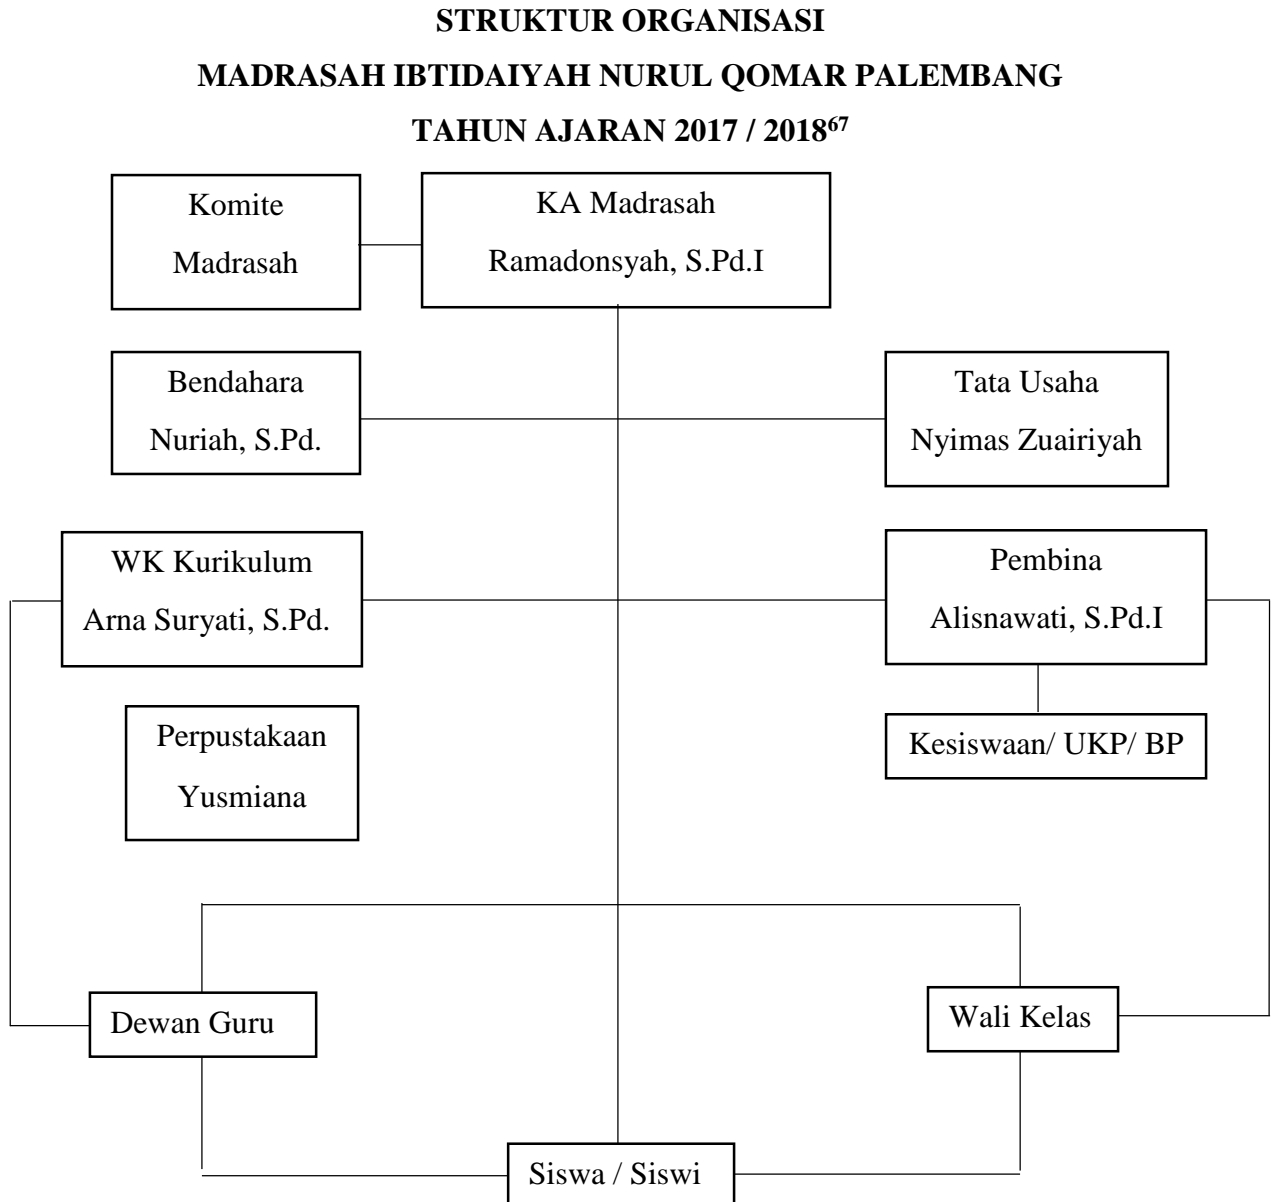 STRUKTUR ORGANISASI
MADRASAH IBTIDAIYAH NURUL QOMAR PALEMBANG
TAHUN AJARAN 2017 / 2018⁶⁷
Komite
Madrasah
KA Madrasah
Ramadonsyah, S.Pd.I
Bendahara
Nuriah, S.Pd.
Tata Usaha
Nyimas Zuairiyah
WK Kurikulum
Arna Suryati, S.Pd.
Pembina
Alisnawati, S.Pd.I
Perpustakaan
Yusmiana
Kesiswaan/ UKP/ BP
Dewan Guru
Wali Kelas
Siswa / Siswi